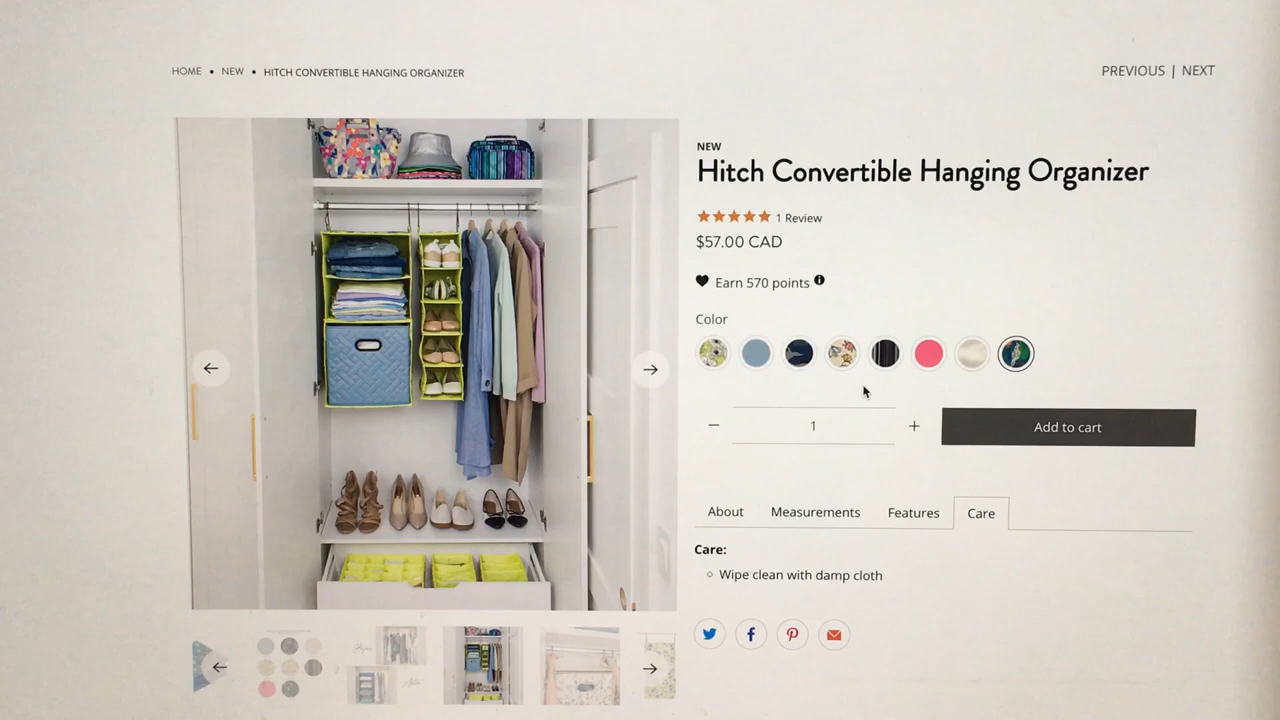 HOME • NEW • HITCH CONVERTIBLE HANGING ORGANIZER
PREVIOUS | NEXT
NEW
Hitch Convertible Hanging Organizer
1 Review
$57.00 CAD
Earn 570 points
Color
− 1 +
Add to cart
About Measurements Features Care
Care:
Wipe clean with damp cloth